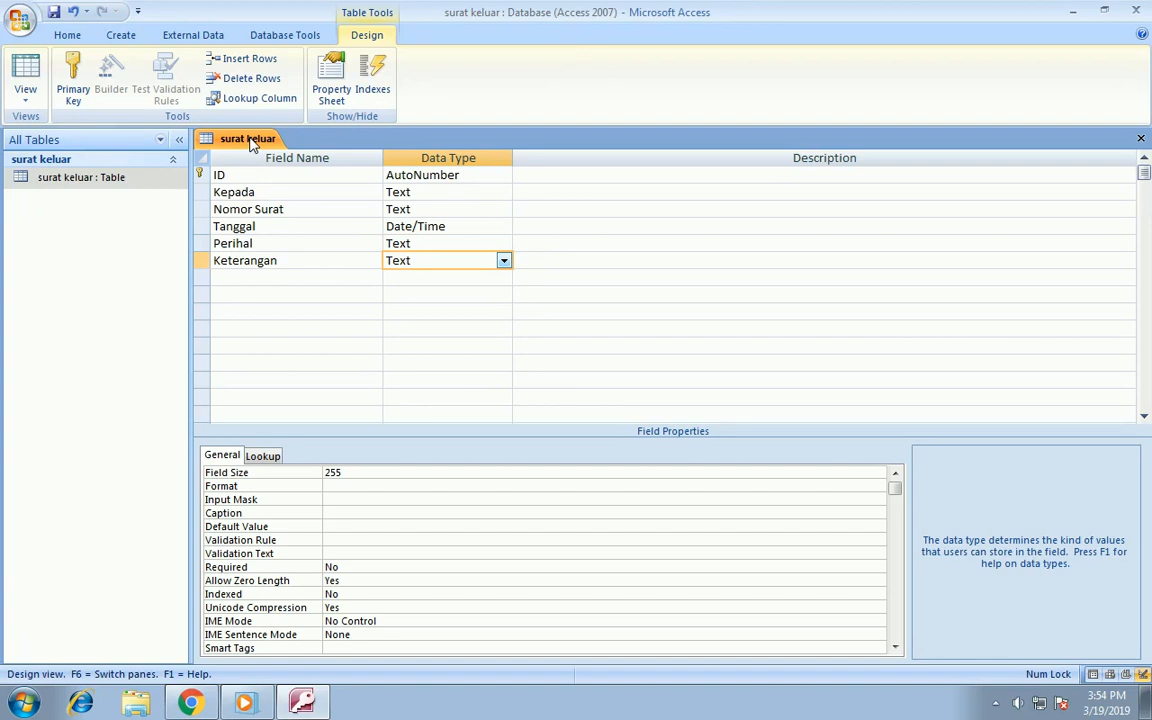 Table Tools
surat keluar : Database (Access 2007) - Microsoft Access
Home Create External Data Database Tools Design
View
Views
Primary Key
Builder
Test Validation Rules
Insert Rows
Delete Rows
Lookup Column
Tools
Property Sheet
Indexes
Show/Hide
All Tables
surat keluar
surat keluar : Table
surat keluar
Field Name Data Type Description
ID AutoNumber
Kepada Text
Nomor Surat Text
Tanggal Date/Time
Perihal Text
Keterangan Text
Field Properties
General Lookup
Field Size 255
Format
Input Mask
Caption
Default Value
Validation Rule
Validation Text
Required No
Allow Zero Length Yes
Indexed No
Unicode Compression Yes
IME Mode No Control
IME Sentence Mode None
Smart Tags
The data type determines the kind of values
that users can store in the field. Press F1 for
help on data types.
Design view. F6 = Switch panes. F1 = Help.
Num Lock
3:54 PM
3/19/2019